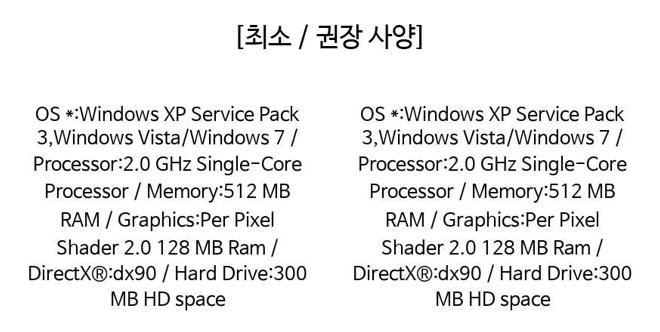 [최소 / 권장 사양]
OS *:Windows XP Service Pack
3,Windows Vista/Windows 7 /
Processor:2.0 GHz Single-Core
Processor / Memory:512 MB
RAM / Graphics:Per Pixel
Shader 2.0 128 MB Ram /
DirectX®:dx90 / Hard Drive:300
MB HD space
OS *:Windows XP Service Pack
3,Windows Vista/Windows 7 /
Processor:2.0 GHz Single-Core
Processor / Memory:512 MB
RAM / Graphics:Per Pixel
Shader 2.0 128 MB Ram /
DirectX®:dx90 / Hard Drive:300
MB HD space